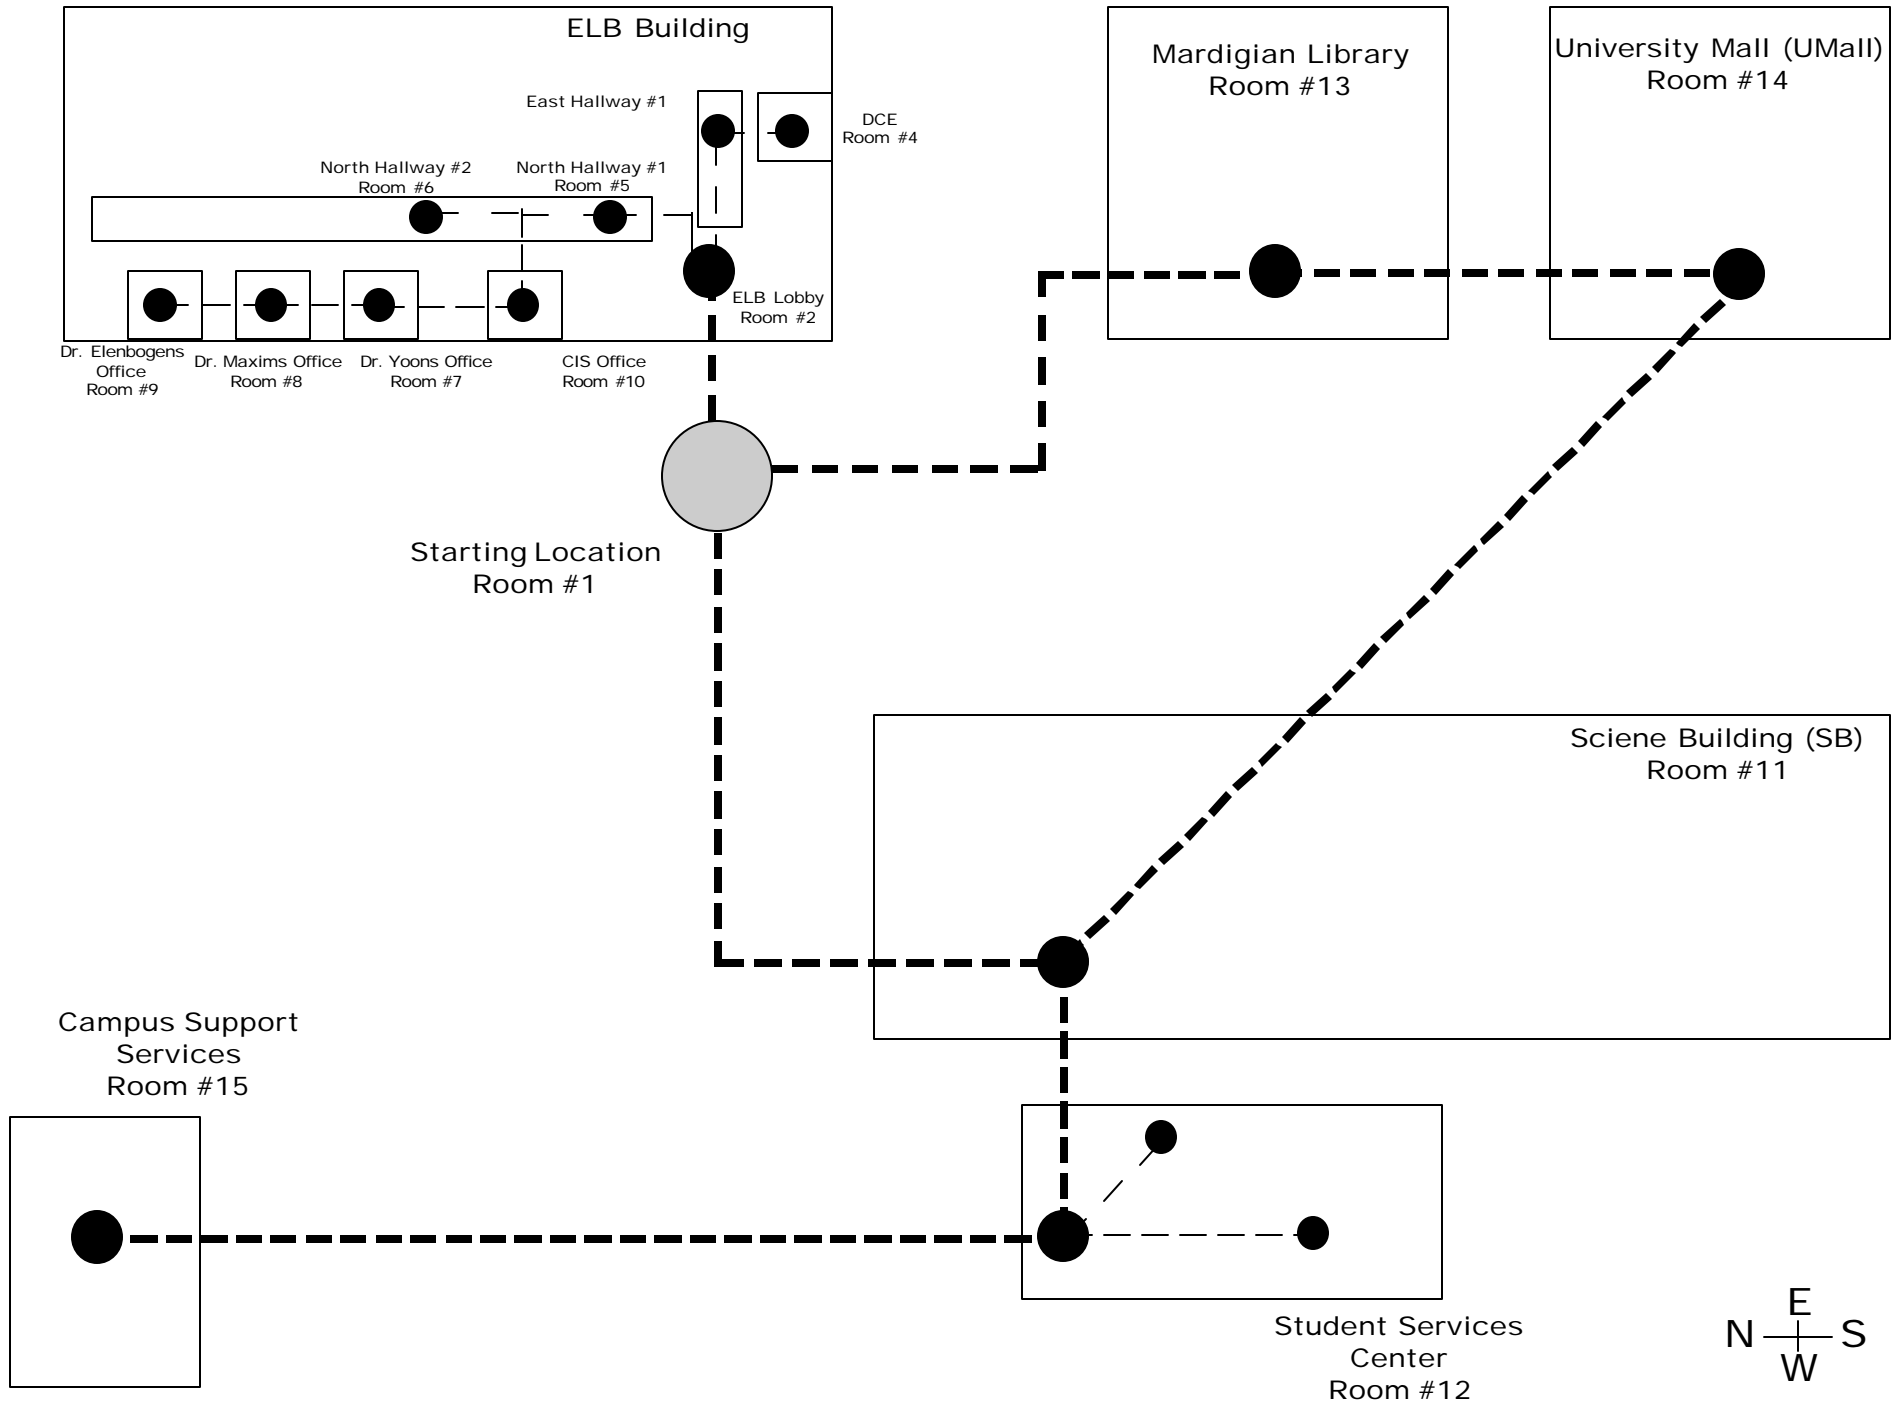 ELB Building
Mardigian Library
Room #13
University Mall (UMall)
Room #14
East Hallway #1
DCE
Room #4
North Hallway #2
Room #6
North Hallway #1
Room #5
ELB Lobby
Room #2
Dr. Elenbogens
Office
Room #9
Dr. Maxims Office
Room #8
Dr. Yoons Office
Room #7
CIS Office
Room #10
Starting Location
Room #1
Sciene Building (SB)
Room #11
Campus Support
Services
Room #15
Student Services
Center
Room #12
E
N S
W